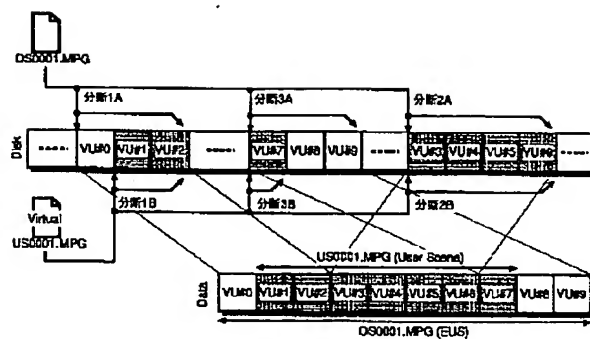 DS0001.MPG
分断1A
分断3A
分断2A
Disk
VU#0 VU#1 VU#2 VU#7 VU#8 VU#9 VU#3 VU#4 VU#5 VU#6
Virtual
US0001.MPG
分断1B
分断3B
分断2B
US0001.MPG (User Scene)
Data
VU#0 VU#1 VU#2 VU#3 VU#4 VU#5 VU#6 VU#7 VU#8 VU#9
DS0001.MPG (EUS)